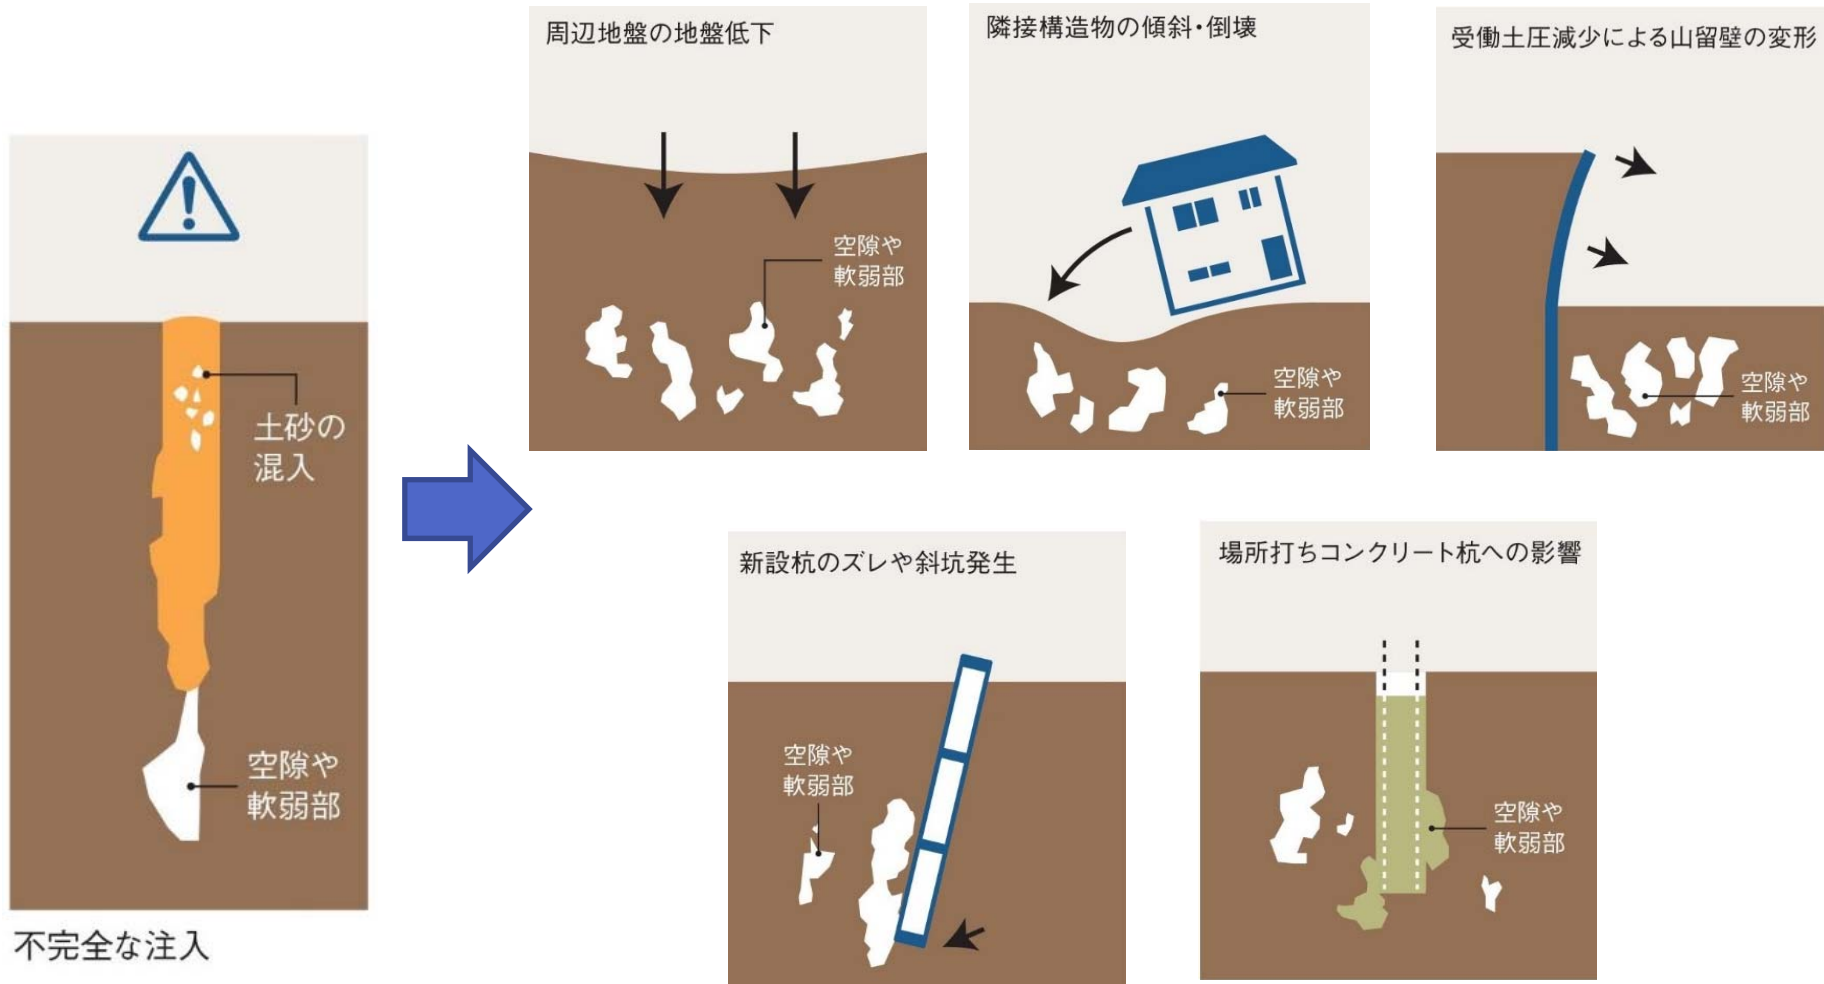 土砂の
混入
空隙や
軟弱部
不完全な注入
周辺地盤の地盤低下
空隙や
軟弱部
隣接構造物の傾斜・倒壊
空隙や
軟弱部
受働土圧減少による山留壁の変形
空隙や
軟弱部
新設杭のズレや斜坑発生
空隙や
軟弱部
場所打ちコンクリート杭への影響
空隙や
軟弱部